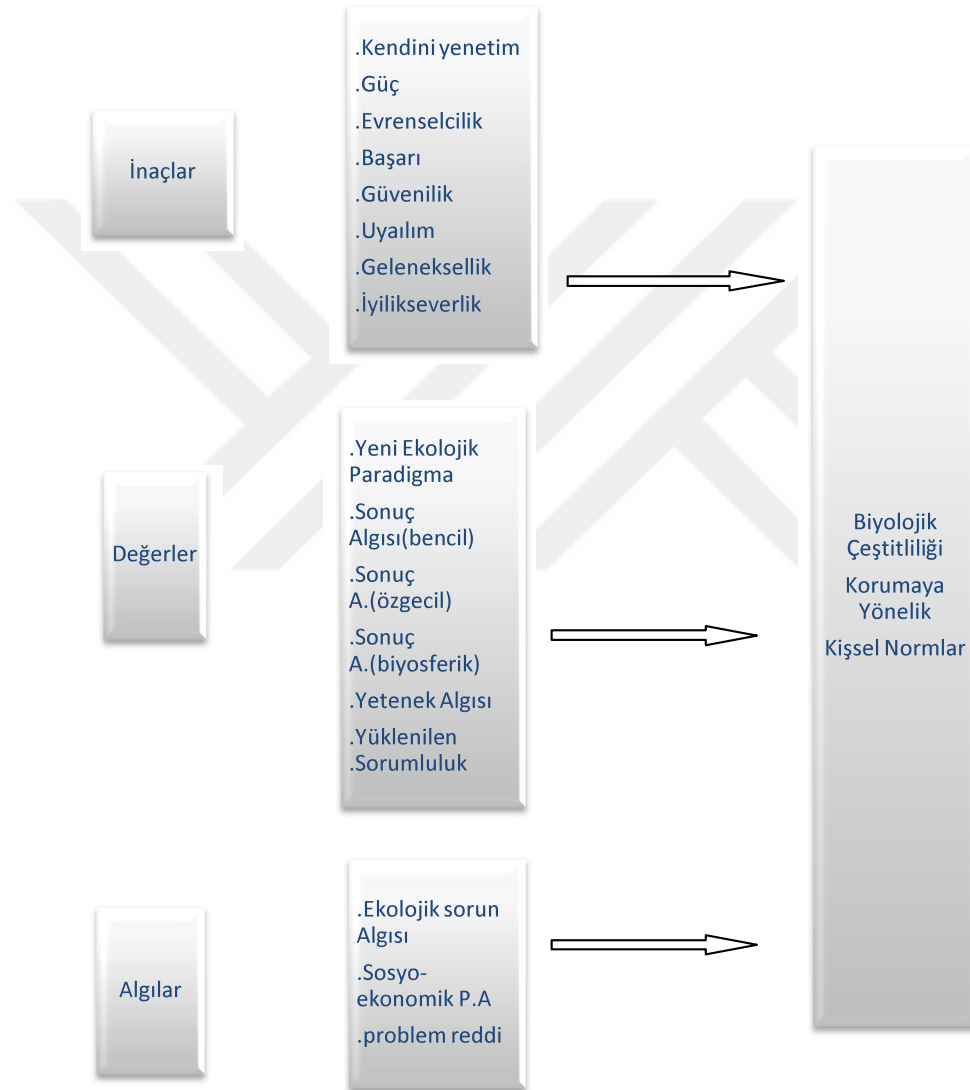 İnaçlar
.Kendini yenetim
.Güç
.Evrenselcilik
.Başarı
.Güvenilik
.Uyaılım
.Geleneksellik
.İyilikseverlik
Değerler
.Yeni Ekolojik
Paradigma
.Sonuç
Algısı(bencil)
.Sonuç
A.(özgecil)
.Sonuç
A.(biyosferik)
.Yetenek Algısı
.Yüklenilen
.Sorumluluk
Algılar
.Ekolojik sorun
Algısı
.Sosyo-
ekonomik P.A
.problem reddi
Biyolojik
Çeştitliliği
Korumaya
Yönelik
Kişsel Normlar